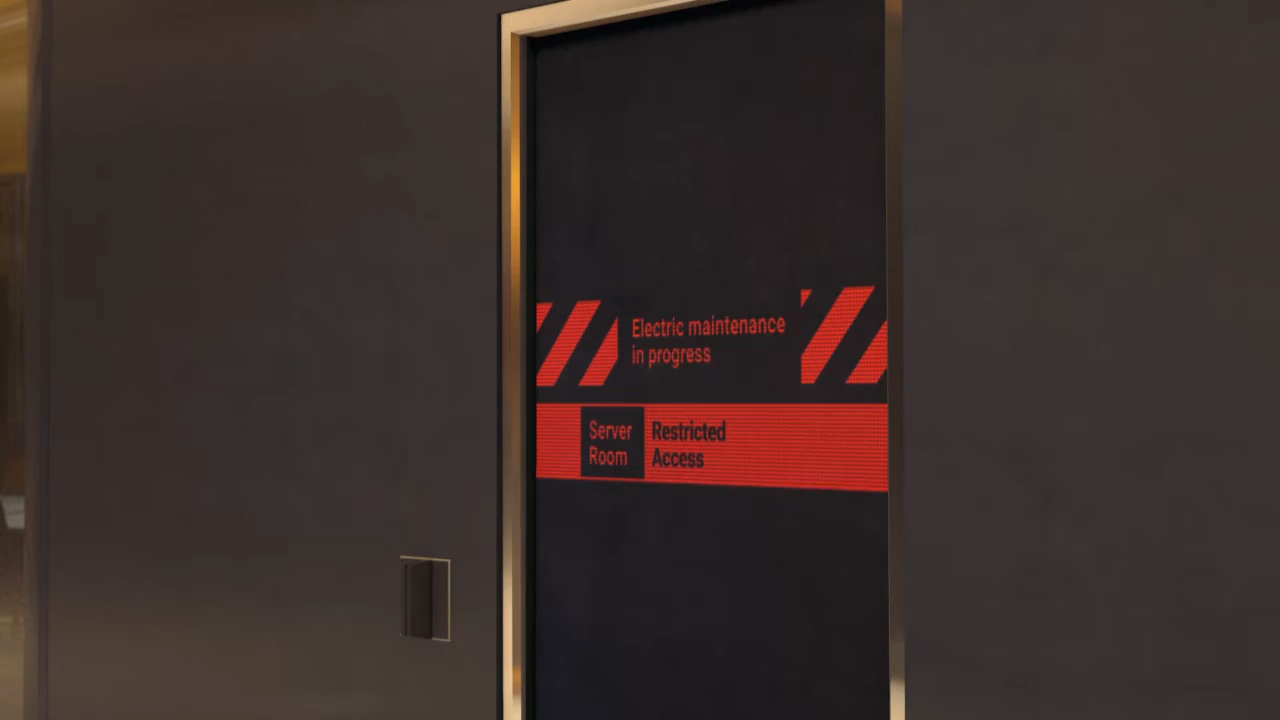 Electric maintenance
in progress
Server
Room
Restricted
Access